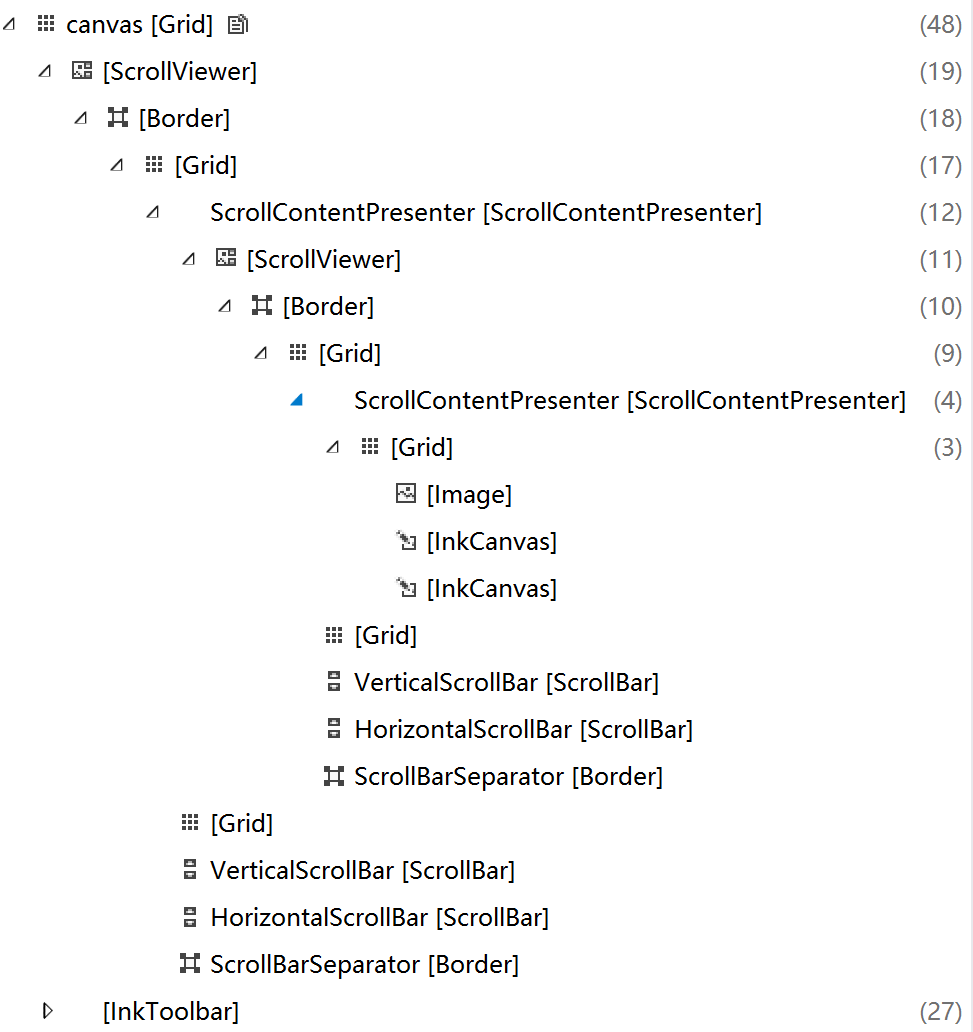 canvas [Grid] (48)
[ScrollViewer] (19)
[Border] (18)
[Grid] (17)
ScrollContentPresenter [ScrollContentPresenter] (12)
[ScrollViewer] (11)
[Border] (10)
[Grid] (9)
ScrollContentPresenter [ScrollContentPresenter] (4)
[Grid] (3)
[Image]
[InkCanvas]
[InkCanvas]
[Grid]
VerticalScrollBar [ScrollBar]
HorizontalScrollBar [ScrollBar]
ScrollBarSeparator [Border]
[Grid]
VerticalScrollBar [ScrollBar]
HorizontalScrollBar [ScrollBar]
ScrollBarSeparator [Border]
[InkToolbar] (27)